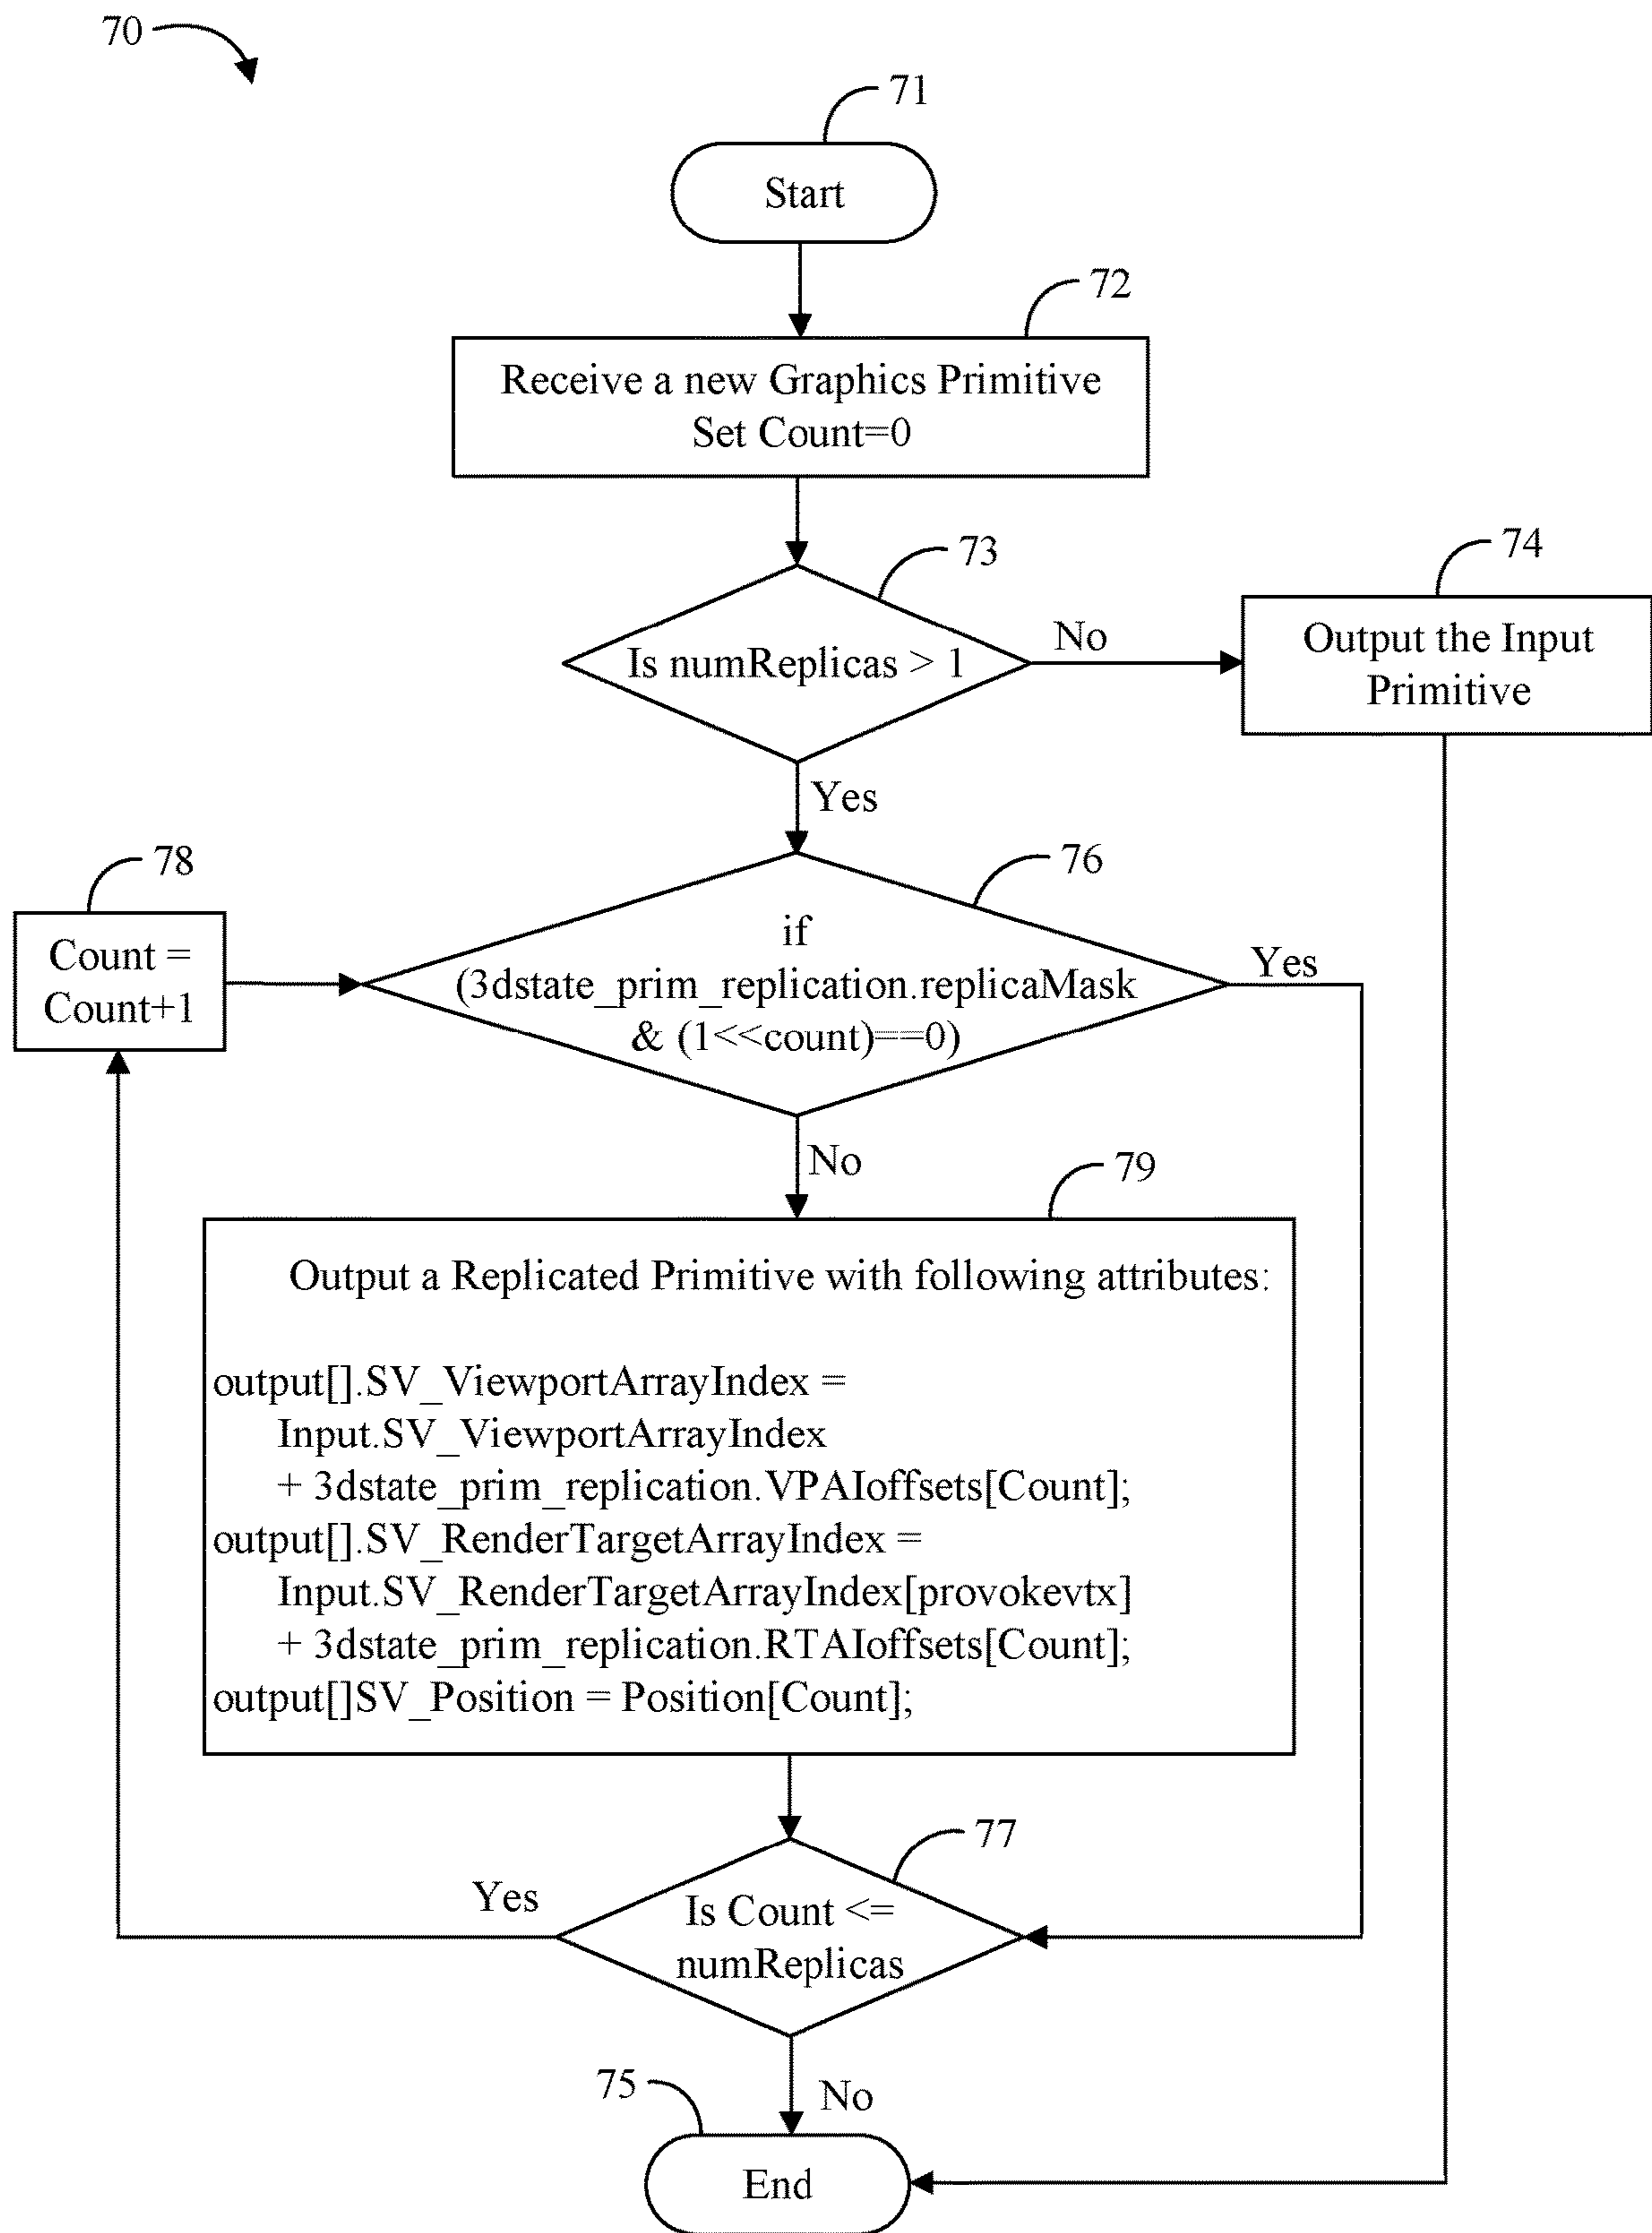 70
71
Start
72
Receive a new Graphics Primitive
Set Count=0
73
74
Is numReplicas > 1
No
Output the Input
Primitive
Yes
78
76
Count =
Count+1
if
(3dstate_prim_replication.replicaMask
& (1<<count)==0)
Yes
No
79
Output a Replicated Primitive with following attributes:
output[].SV_ViewportArrayIndex =
Input.SV_ViewportArrayIndex
+ 3dstate_prim_replication.VPAIoffsets[Count];
output[].SV_RenderTargetArrayIndex =
Input.SV_RenderTargetArrayIndex[provokevtx]
+ 3dstate_prim_replication.RTAIoffsets[Count];
output[]SV_Position = Position[Count];
77
Yes
Is Count <=
numReplicas
75
No
End